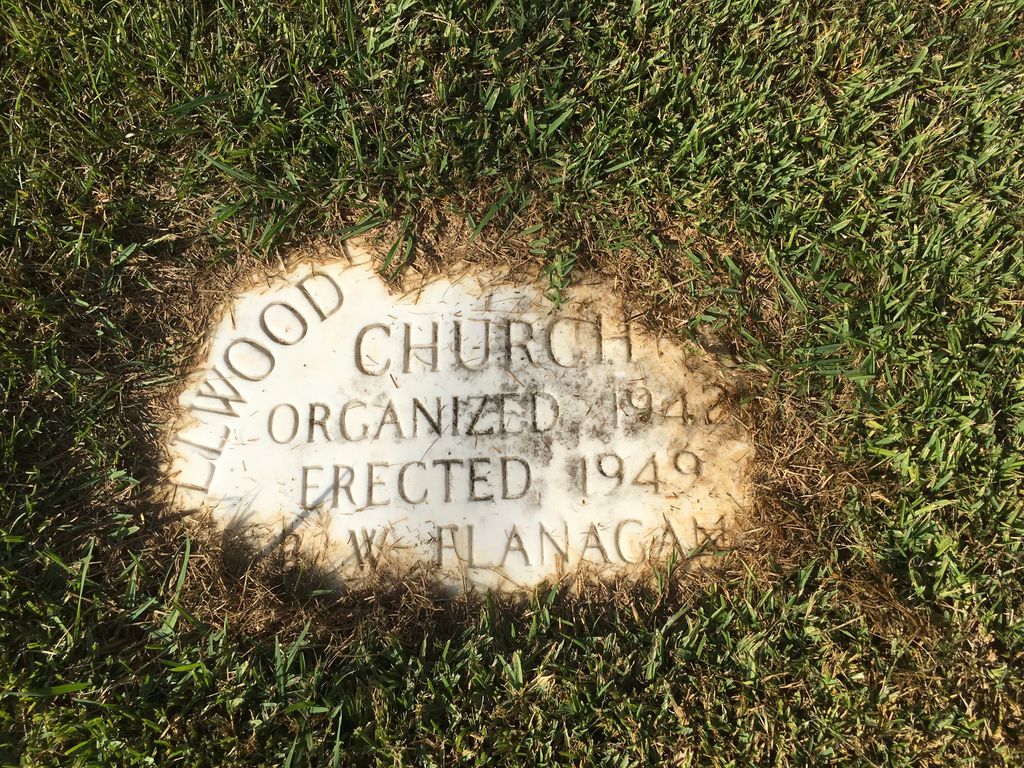 LLWOOD
CHURCH
ORGANIZED 1942
ERECTED 1949
W FLANAGAN